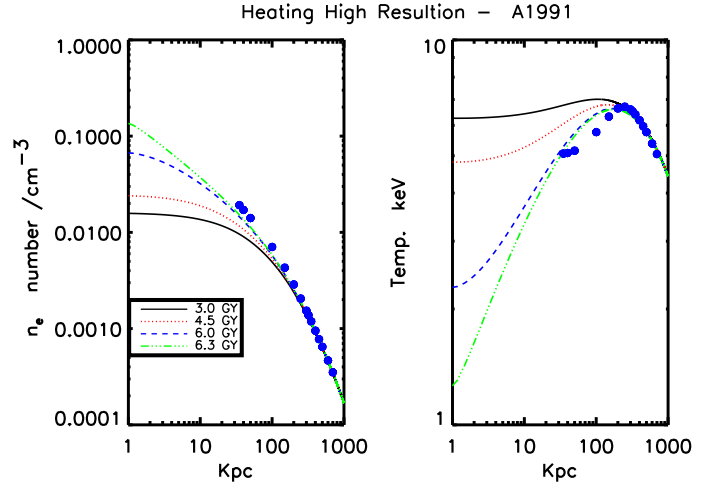 Heating High Resultion - A1991
n_e number /cm^-3
1.0000
0.1000
0.0100
0.0010
0.0001
3.0 GY
4.5 GY
6.0 GY
6.3 GY
1 10 100 1000
Kpc
Temp. keV
10
1
1 10 100 1000
Kpc